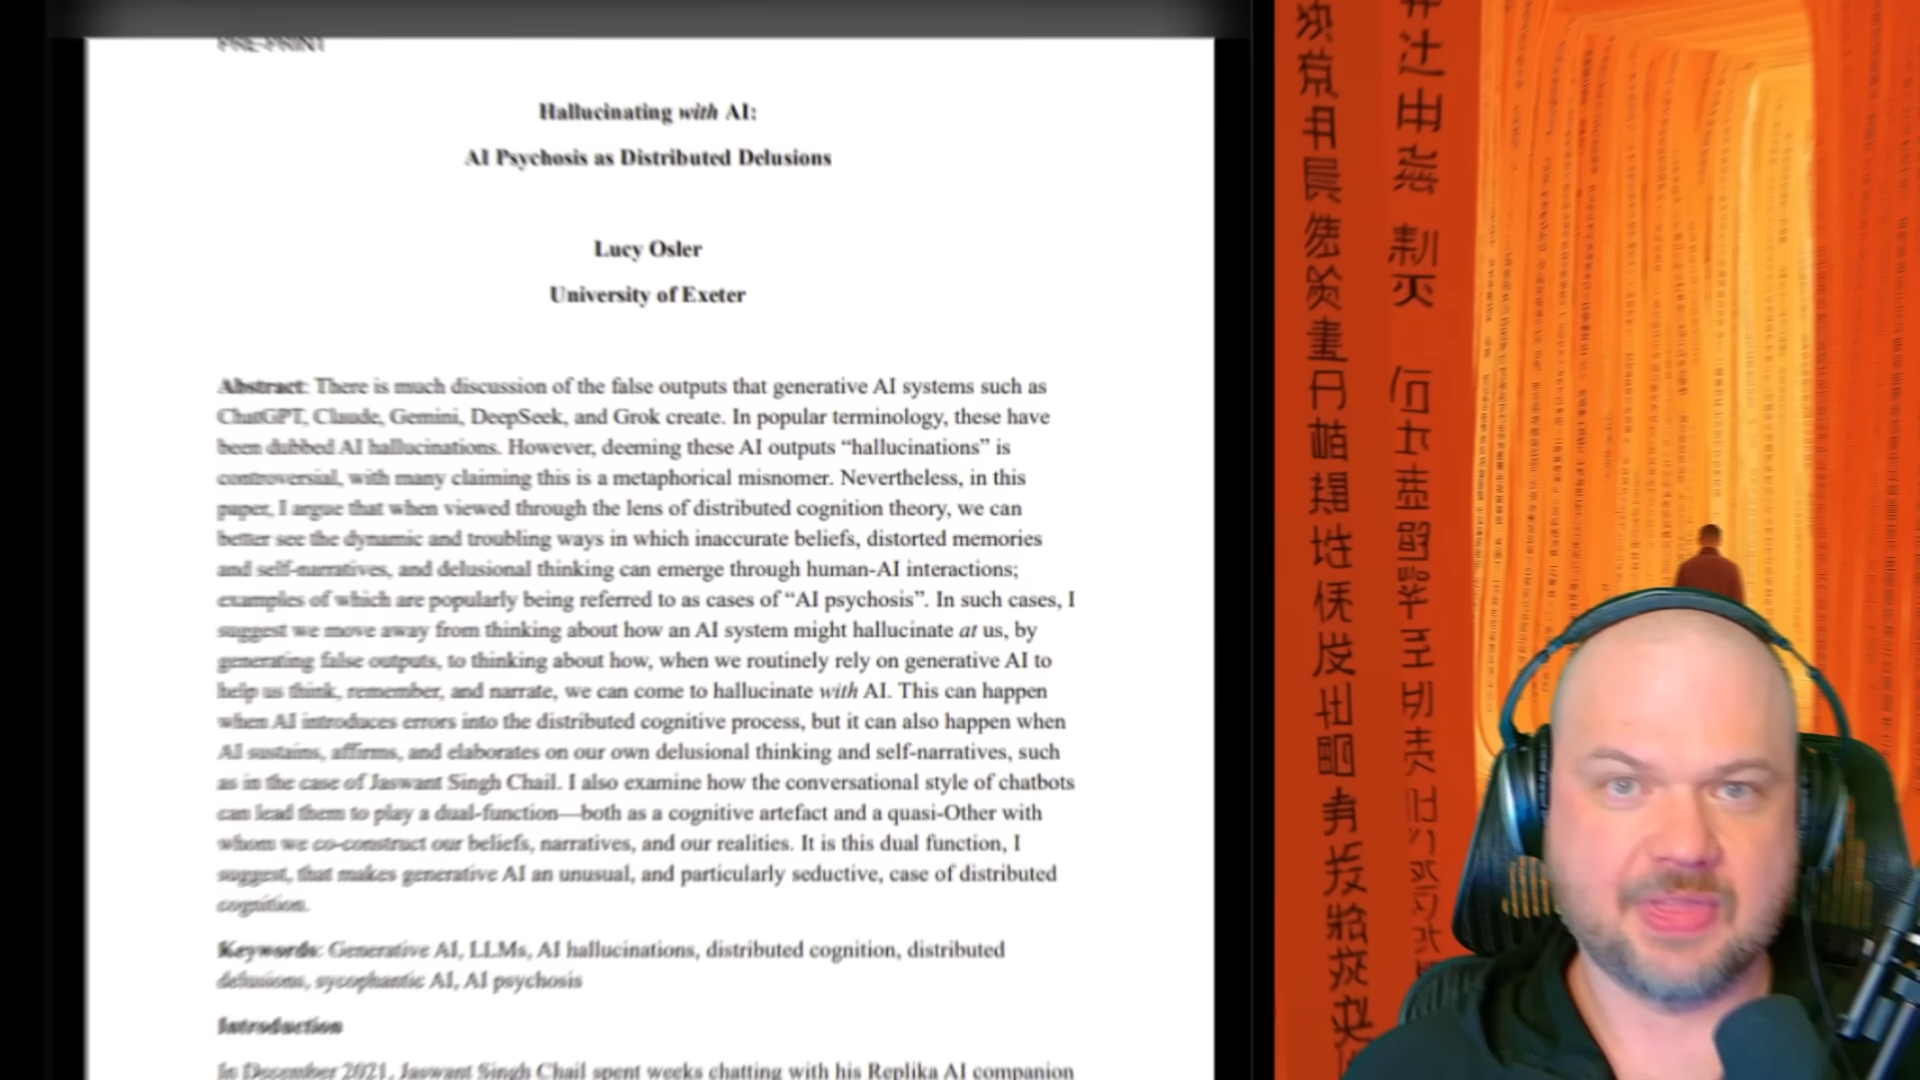 PRE-PRINT
Hallucinating with AI:
AI Psychosis as Distributed Delusions
Lucy Osler
University of Exeter
Abstract: There is much discussion of the false outputs that generative AI systems such as
ChatGPT, Claude, Gemini, DeepSeek, and Grok create. In popular terminology, these have
been dubbed AI hallucinations. However, deeming these AI outputs “hallucinations” is
controversial, with many claiming this is a metaphorical misnomer. Nevertheless, in this
paper, I argue that when viewed through the lens of distributed cognition theory, we can
better see the dynamic and troubling ways in which inaccurate beliefs, distorted memories
and self-narratives, and delusional thinking can emerge through human-AI interactions;
examples of which are popularly being referred to as cases of “AI psychosis”. In such cases, I
suggest we move away from thinking about how an AI system might hallucinate at us, by
generating false outputs, to thinking about how, when we routinely rely on generative AI to
help us think, remember, and narrate, we can come to hallucinate with AI. This can happen
when AI introduces errors into the distributed cognitive process, but it can also happen when
AI sustains, affirms, and elaborates on our own delusional thinking and self-narratives, such
as in the case of Jaswant Singh Chail. I also examine how the conversational style of chatbots
can lead them to play a dual-function—both as a cognitive artefact and a quasi-Other with
whom we co-construct our beliefs, narratives, and our realities. It is this dual function, I
suggest, that makes generative AI an unusual, and particularly seductive, case of distributed
cognition.
Keywords: Generative AI, LLMs, AI hallucinations, distributed cognition, distributed
delusions, sycophantic AI, AI psychosis
Introduction
In December 2021, Jaswant Singh Chail spent weeks chatting with his Replika AI companion